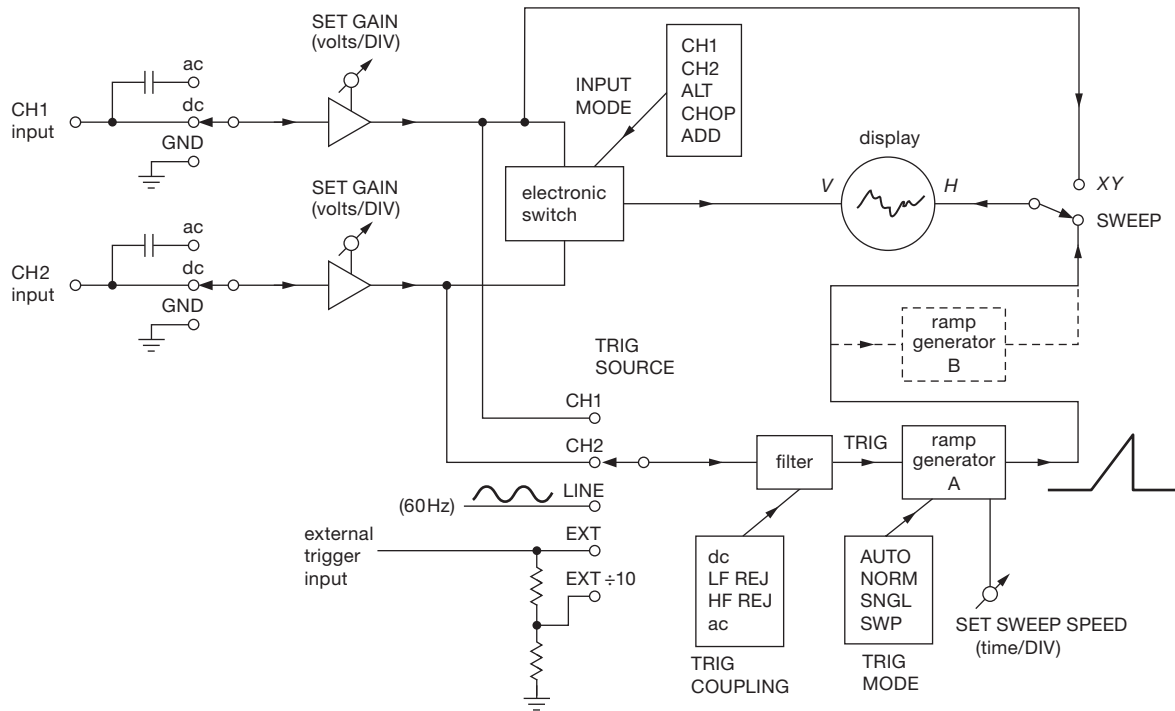 SET GAIN
(volts/DIV)
ac
CH1
input
dc
GND
INPUT
MODE
CH1
CH2
ALT
CHOP
ADD
display
V
H
XY
SWEEP
electronic
switch
SET GAIN
(volts/DIV)
ac
CH2
input
dc
GND
ramp
generator
B
TRIG
SOURCE
CH1
CH2
LINE
(60 Hz)
EXT
external
trigger
input
EXT ÷10
filter
TRIG
ramp
generator
A
dc
LF REJ
HF REJ
ac
TRIG
COUPLING
AUTO
NORM
SNGL
SWP
TRIG
MODE
SET SWEEP SPEED
(time/DIV)